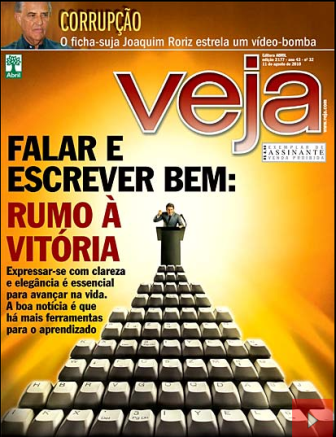 CORRUPÇÃO
O ficha-suja Joaquim Roriz estrela um vídeo-bomba
Abril
Editora ABRIL
edição 2177 - ano 43 - nº 32
11 de agosto de 2010
www.veja.com
veja
EXEMPLAR DE
ASSINANTE
VENDA PROIBIDA
FALAR E
ESCREVER BEM:
RUMO À
VITÓRIA
Expressar-se com clareza
e elegância é essencial
para avançar na vida.
A boa notícia é que
há mais ferramentas
para o aprendizado